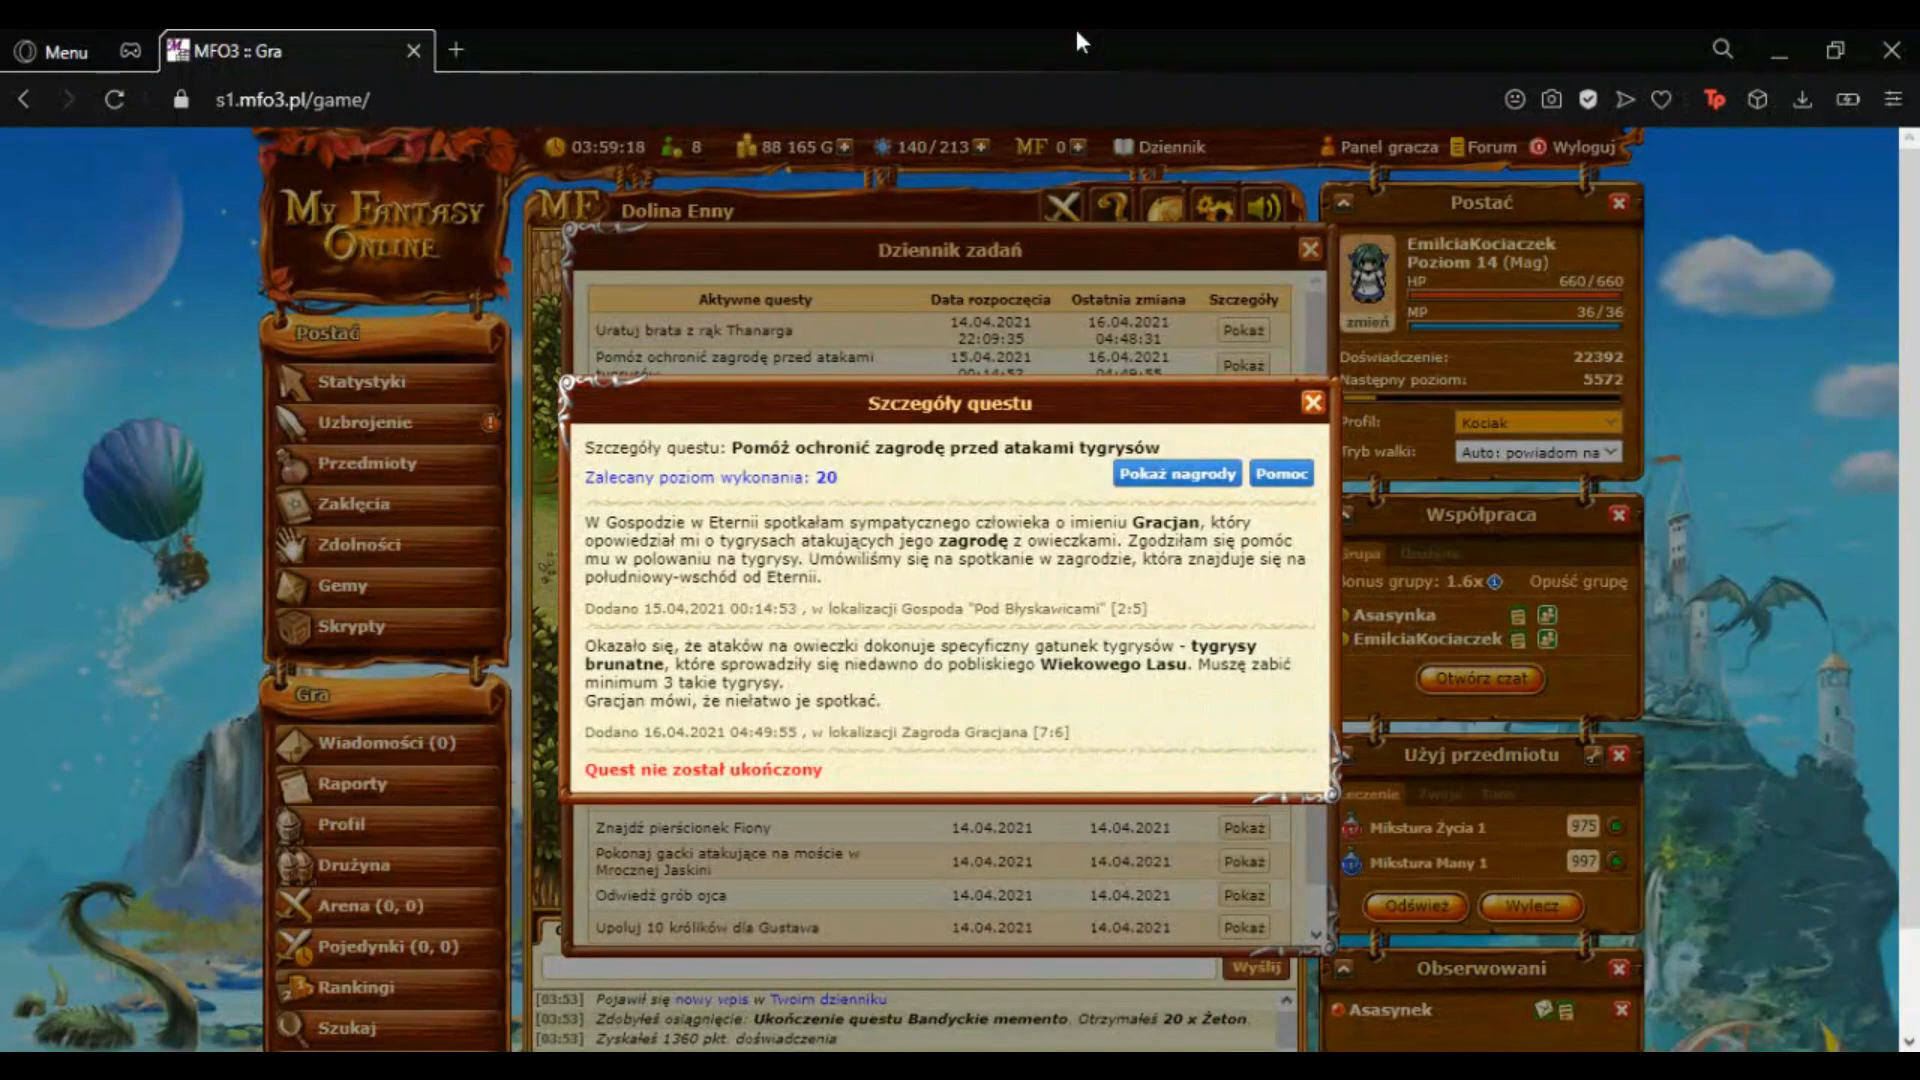 Menu
MFO3 :: Gra
s1.mfo3.pl/game/
03:59:18
8
88 165 G
140/213
MF 0
Dziennik
Panel gracza
Forum
Wyloguj
MY FANTASY
ONLINE
MF
Dolina Enny
Dziennik zadań
Aktywne questy Data rozpoczęcia Ostatnia zmiana Szczegóły
Uratuj brata z rąk Thanarga 14.04.2021 22:09:35 16.04.2021 04:48:31 Pokaż
Pomóż ochronić zagrodę przed atakami 15.04.2021 16.04.2021 Pokaż
Szczegóły questu
Szczegóły questu: Pomóż ochronić zagrodę przed atakami tygrysów
Zalecany poziom wykonania: 20
Pokaż nagrody
Pomoc
W Gospodzie w Eternii spotkałam sympatycznego człowieka o imieniu Gracjan, który
opowiedział mi o tygrysach atakujących jego zagrodę z owieczkami. Zgodziłam się pomóc
mu w polowaniu na tygrysy. Umówiliśmy się na spotkanie w zagrodzie, która znajduje się na
południowy-wschód od Eternii.
Dodano 15.04.2021 00:14:53 , w lokalizacji Gospoda "Pod Błyskawicami" [2:5]
Okazało się, że ataków na owieczki dokonuje specyficzny gatunek tygrysów - tygrysy
brunatne, które sprowadziły się niedawno do pobliskiego Wiekowego Lasu. Muszę zabić
minimum 3 takie tygrysy.
Gracjan mówi, że niełatwo je spotkać.
Dodano 16.04.2021 04:49:55 , w lokalizacji Zagroda Gracjana [7:6]
Quest nie został ukończony
Znajdź pierścionek Fiony 14.04.2021 14.04.2021 Pokaż
Pokonaj gacki atakujące na moście w
Mrocznej Jaskini 14.04.2021 14.04.2021 Pokaż
Odwiedź grób ojca 14.04.2021 14.04.2021 Pokaż
Upoluj 10 królików dla Gustawa 14.04.2021 14.04.2021 Pokaż
Wyślij
[03:53] Pojawił się nowy wpis w Twoim dzienniku
[03:53] Zdobyłeś osiągnięcie: Ukończenie questu Bandyckie memento. Otrzymałeś 20 x Żeton.
[03:53] Zyskałeś 1360 pkt. doświadczenia
Postać
Statystyki
Uzbrojenie
Przedmioty
Zaklęcia
Zdolności
Gemy
Skrypty
Gra
Wiadomości (0)
Raporty
Profil
Drużyna
Arena (0, 0)
Pojedynki (0, 0)
Rankingi
Szukaj
Postać
EmilciaKociaczek
Poziom 14 (Mag)
HP 660/660
MP 36/36
zmień
Doświadczenie: 22392
Następny poziom: 5572
Profil: Kociak
Tryb walki: Auto: powiadom na
Współpraca
Grupa Drużyna
Bonus grupy: 1.6x
Opuść grupę
Asasynka
EmilciaKociaczek
Otwórz czat
Użyj przedmiotu
Mikstura Życia 1 975
Mikstura Many 1 997
Odśwież
Wylecz
Obserwowani
Asasynek